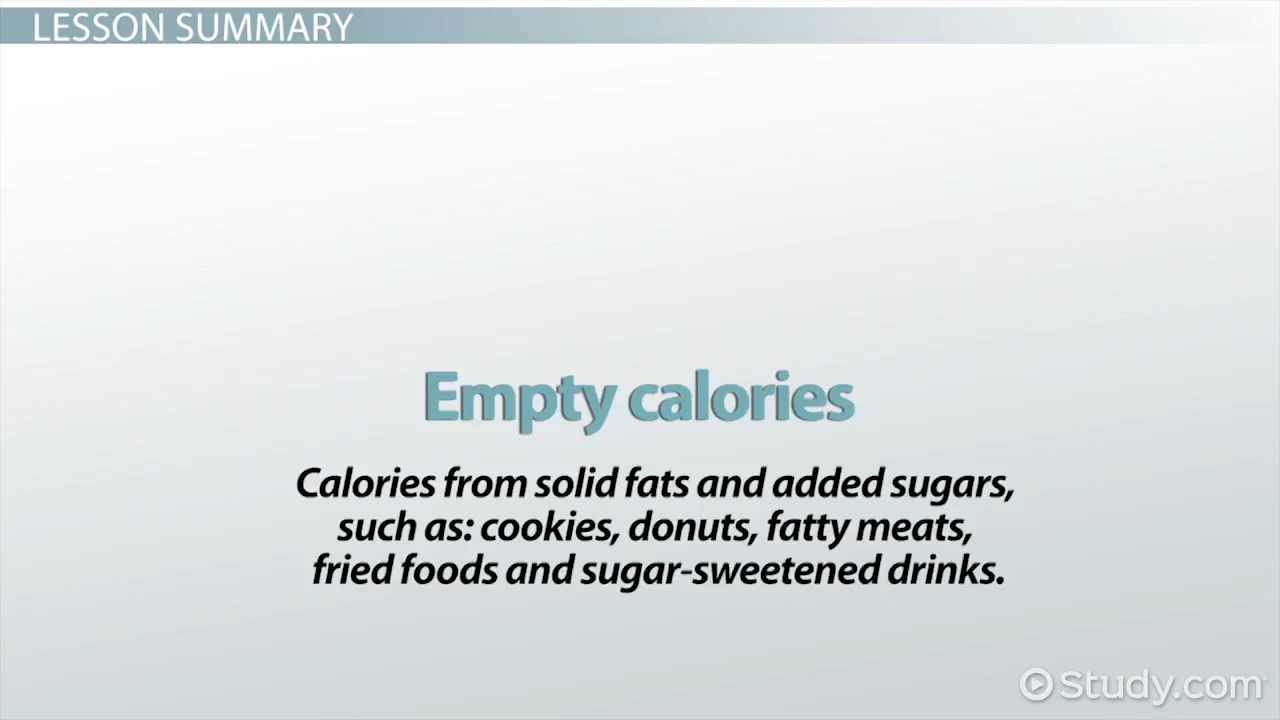 LESSON SUMMARY
Empty calories
Calories from solid fats and added sugars,
such as: cookies, donuts, fatty meats,
fried foods and sugar-sweetened drinks.
Study.com